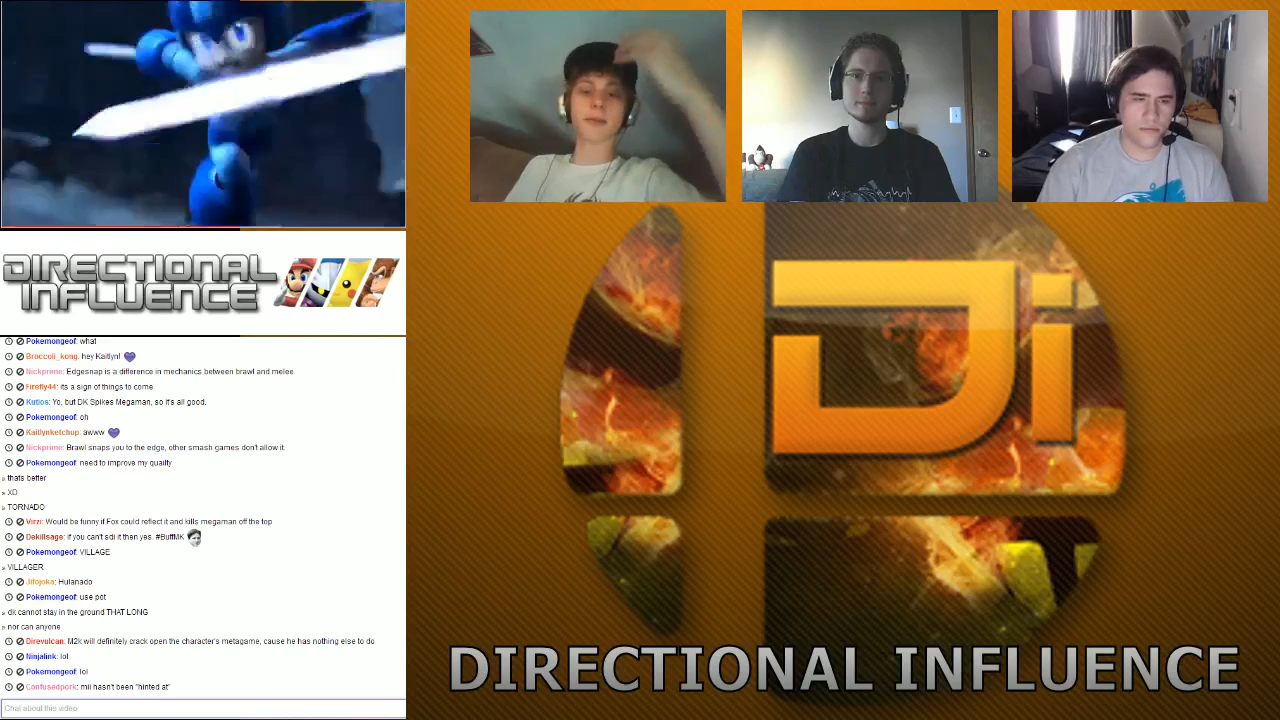 DIRECTIONAL
INFLUENCE
Pokemongeof: what
Broccoli_kong: hey Kaitlyn!
Nickprime: Edgesnap is a difference in mechanics between brawl and melee.
Firefly44: its a sign of things to come
Kutios: Yo, but DK Spikes Megaman, so it's all good.
Pokemongeof: oh
Kaitlynketchup: awww
Nickprime: Brawl snaps you to the edge, other smash games don't allow it.
Pokemongeof: need to improve my quailty
» thats better
» XD
» TORNADO
Virzi: Would be funny if Fox could reflect it and kills megaman off the top
Dekillsage: if you can't sdi it then yes. #BuffMK
Pokemongeof: VILLAGE
» VILLAGER
Jifojoka: Hulanado
Pokemongeof: use pot
» dk cannot stay in the ground THAT LONG
» nor can anyone
Direvulcan: M2k will definitely crack open the character's metagame, cause he has nothing else to do
Ninjalink: lol
Pokemongeof: lol
Confusedpork: mii hasn't been "hinted at"
Chat about this video
Di
DIRECTIONAL INFLUENCE